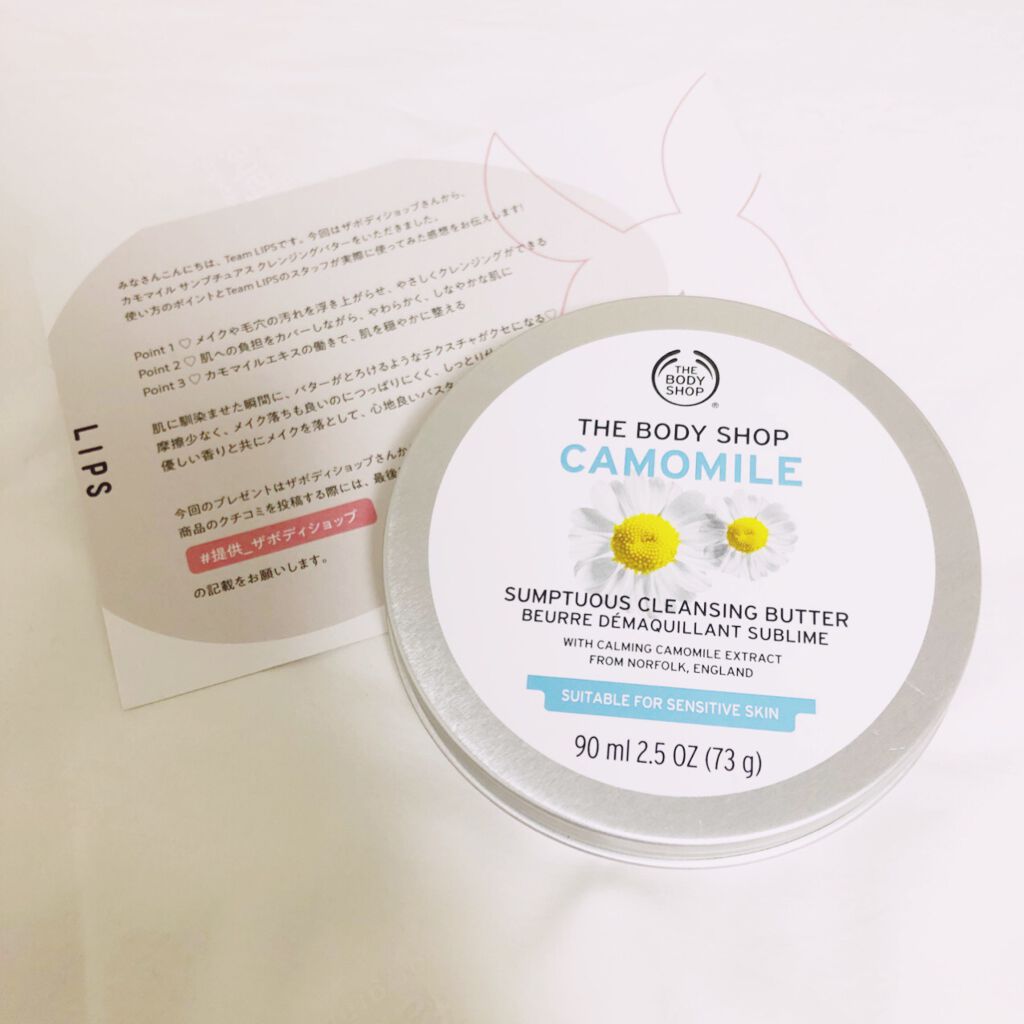 みなさんこんにちは、Team LIPSです。今回はザボディショップさんから、
カモマイル サンプチュアス クレンジングバターをいただきました。
使い方のポイントとTeam LIPSのスタッフが実際に使ってみた感想をお伝えします!
Point 1 ♡ メイクや毛穴の汚れを浮き上がらせ、やさしくクレンジングができる
Point 2 ♡ 肌への負担をカバーしながら、やわらかく、しなやかな肌に
Point 3 ♡ カモマイルエキスの働きで、肌を穏やかに整える
肌に馴染ませた瞬間に、バターがとろけるようなテクスチャがクセになる♡
摩擦少なく、メイク落ちも良いのにつっぱりにくく、しっとり
優しい香りと共にメイクを落として、心地良いバスタ
今回のプレゼントはザボディショップさんか
商品のクチコミを投稿する際には、最後
#提供_ザボディショップ
の記載をお願いします。
LIPS
THE
BODY
SHOP
®
THE BODY SHOP
CAMOMILE
SUMPTUOUS CLEANSING BUTTER
BEURRE DÉMAQUILLANT SUBLIME
WITH CALMING CAMOMILE EXTRACT
FROM NORFOLK, ENGLAND
SUITABLE FOR SENSITIVE SKIN
90 ml 2.5 OZ (73 g)